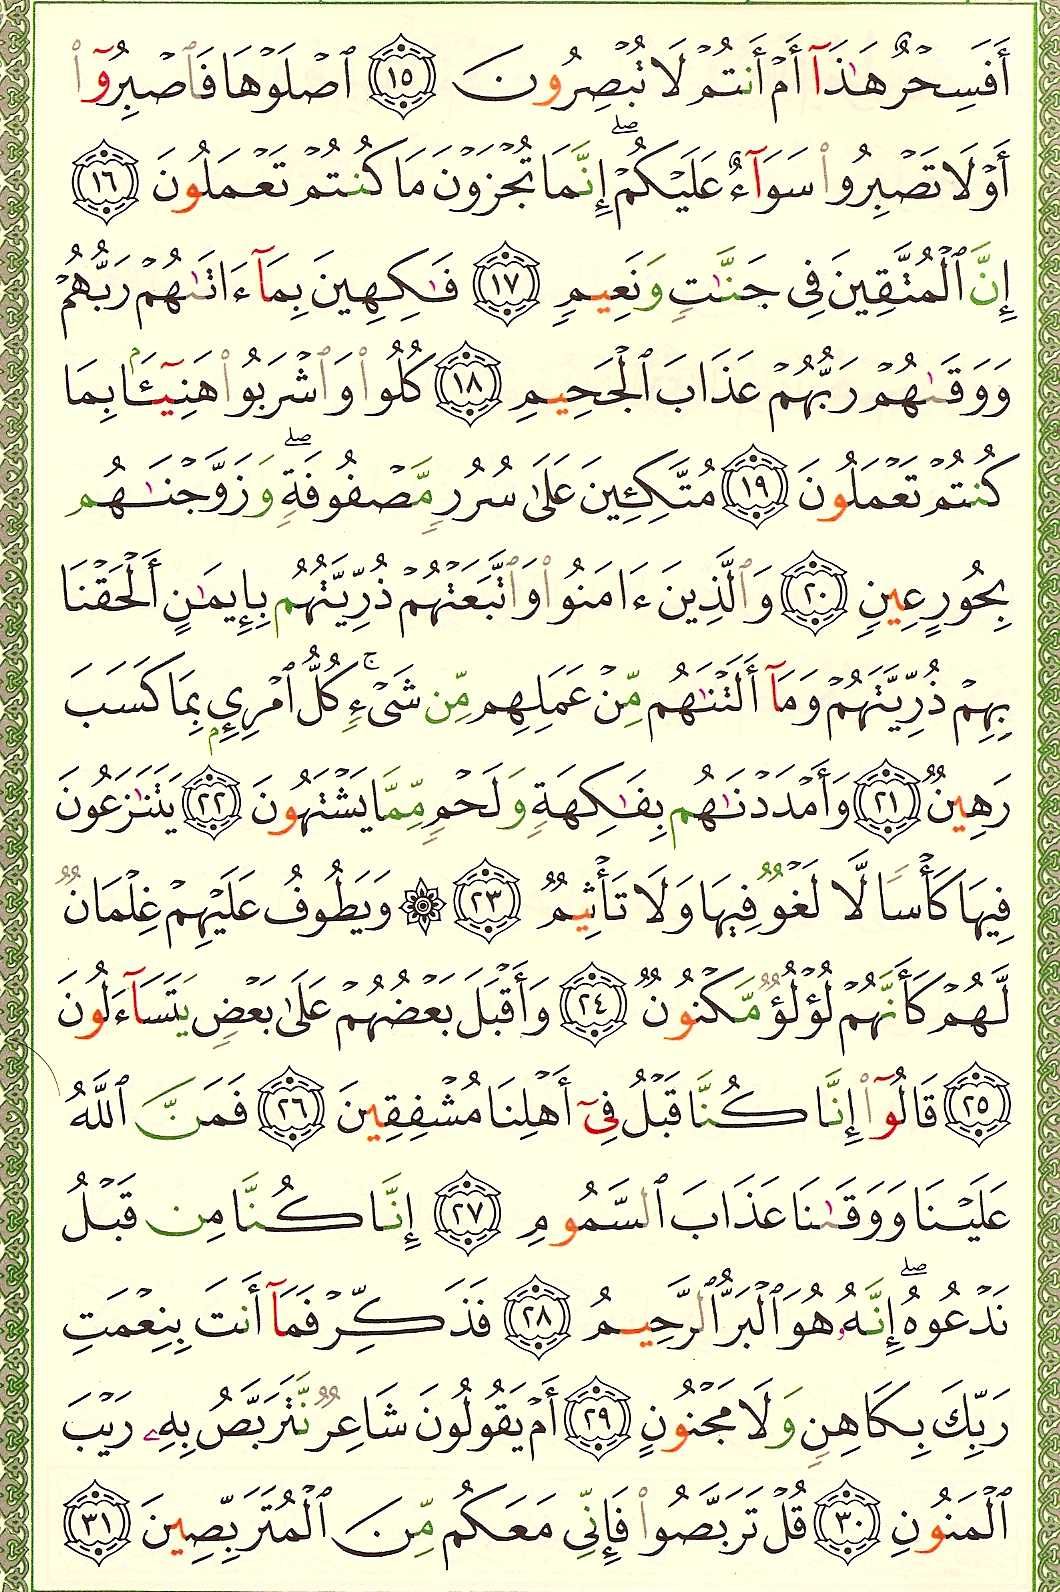 أَفَسِحْرٌ هَٰذَآ أَمْ أَنتُمْ لَا تُبْصِرُونَ ١٥ ٱصْلَوْهَا فَٱصْبِرُوٓا۟
أَوْ لَا تَصْبِرُوا۟ سَوَآءٌ عَلَيْكُمْ ۖ إِنَّمَا تُجْزَوْنَ مَا كُنتُمْ تَعْمَلُونَ ١٦
إِنَّ ٱلْمُتَّقِينَ فِى جَنَّٰتٍ وَنَعِيمٍ ١٧ فَٰكِهِينَ بِمَآ ءَاتَىٰهُمْ رَبُّهُمْ
وَوَقَىٰهُمْ رَبُّهُمْ عَذَابَ ٱلْجَحِيمِ ١٨ كُلُوا۟ وَٱشْرَبُوا۟ هَنِيٓـًٔۢا بِمَا
كُنتُمْ تَعْمَلُونَ ١٩ مُتَّكِـِٔينَ عَلَىٰ سُرُرٍ مَّصْفُوفَةٍ ۖ وَزَوَّجْنَٰهُم
بِحُورٍ عِينٍ ٢٠ وَٱلَّذِينَ ءَامَنُوا۟ وَٱتَّبَعَتْهُمْ ذُرِّيَّتُهُم بِإِيمَٰنٍ أَلْحَقْنَا
بِهِمْ ذُرِّيَّتَهُمْ وَمَآ أَلَتْنَٰهُم مِّنْ عَمَلِهِم مِّن شَىْءٍ ۚ كُلُّ ٱمْرِئٍۭ بِمَا كَسَبَ
رَهِينٌ ٢١ وَأَمْدَدْنَٰهُم بِفَٰكِهَةٍ وَلَحْمٍ مِّمَّا يَشْتَهُونَ ٢٢ يَتَنَٰزَعُونَ
فِيهَا كَأْسًا لَّا لَغْوٌ فِيهَا وَلَا تَأْثِيمٌ ٢٣ ۞ وَيَطُوفُ عَلَيْهِمْ غِلْمَانٌ
لَّهُمْ كَأَنَّهُمْ لُؤْلُؤٌ مَّكْنُونٌ ٢٤ وَأَقْبَلَ بَعْضُهُمْ عَلَىٰ بَعْضٍ يَتَسَآءَلُونَ
٢٥ قَالُوٓا۟ إِنَّا كُنَّا قَبْلُ فِىٓ أَهْلِنَا مُشْفِقِينَ ٢٦ فَمَنَّ ٱللَّهُ
عَلَيْنَا وَوَقَىٰنَا عَذَابَ ٱلسَّمُومِ ٢٧ إِنَّا كُنَّا مِن قَبْلُ
نَدْعُوهُ ۖ إِنَّهُۥ هُوَ ٱلْبَرُّ ٱلرَّحِيمُ ٢٨ فَذَكِّرْ فَمَآ أَنتَ بِنِعْمَتِ
رَبِّكَ بِكَاهِنٍ وَلَا مَجْنُونٍ ٢٩ أَمْ يَقُولُونَ شَاعِرٌ نَّتَرَبَّصُ بِهِۦ رَيْبَ
ٱلْمَنُونِ ٣٠ قُلْ تَرَبَّصُوا۟ فَإِنِّى مَعَكُم مِّنَ ٱلْمُتَرَبِّصِينَ ٣١